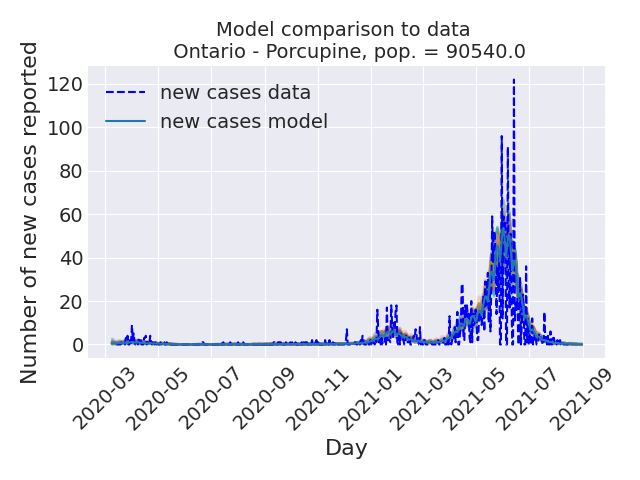 Model comparison to data
Ontario - Porcupine, pop. = 90540.0
Number of new cases reported
120
100
80
60
40
20
0
new cases data
new cases model
2020-03
2020-05
2020-07
2020-09
2020-11
2021-01
2021-03
2021-05
2021-07
2021-09
Day